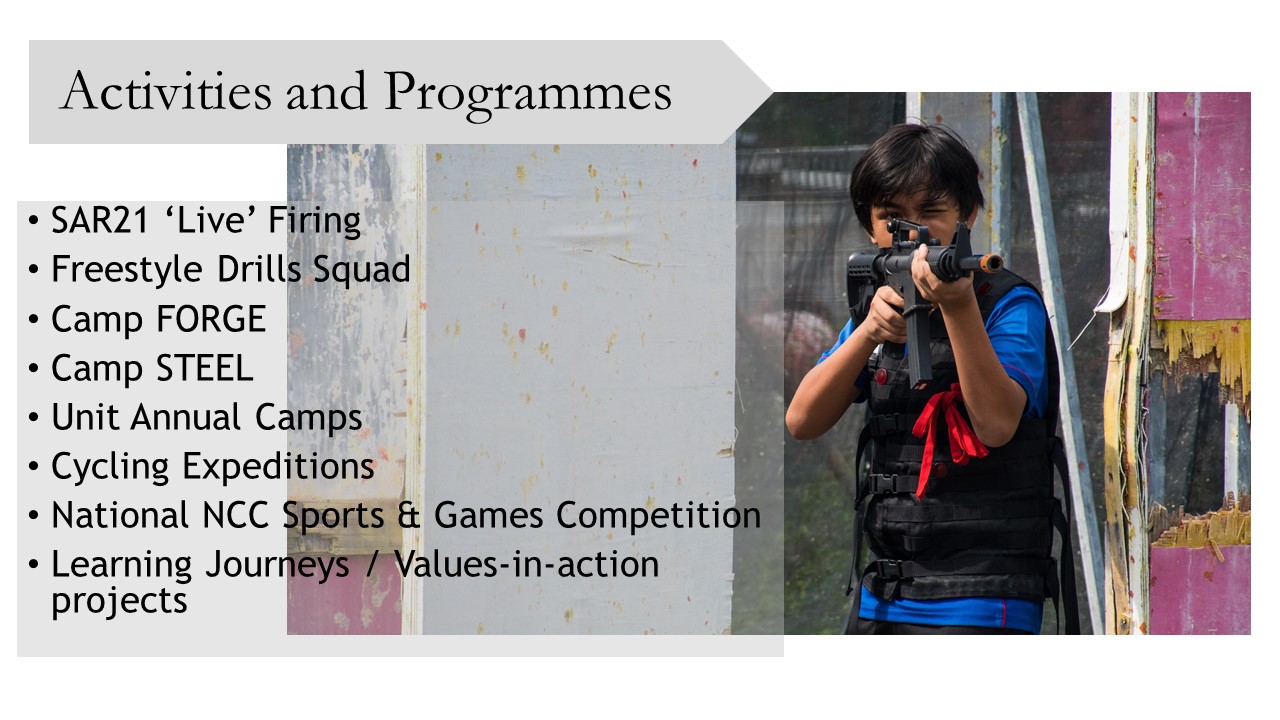 Activities and Programmes
• SAR21 ‘Live’ Firing
• Freestyle Drills Squad
• Camp FORGE
• Camp STEEL
• Unit Annual Camps
• Cycling Expeditions
• National NCC Sports & Games Competition
• Learning Journeys / Values-in-action
projects